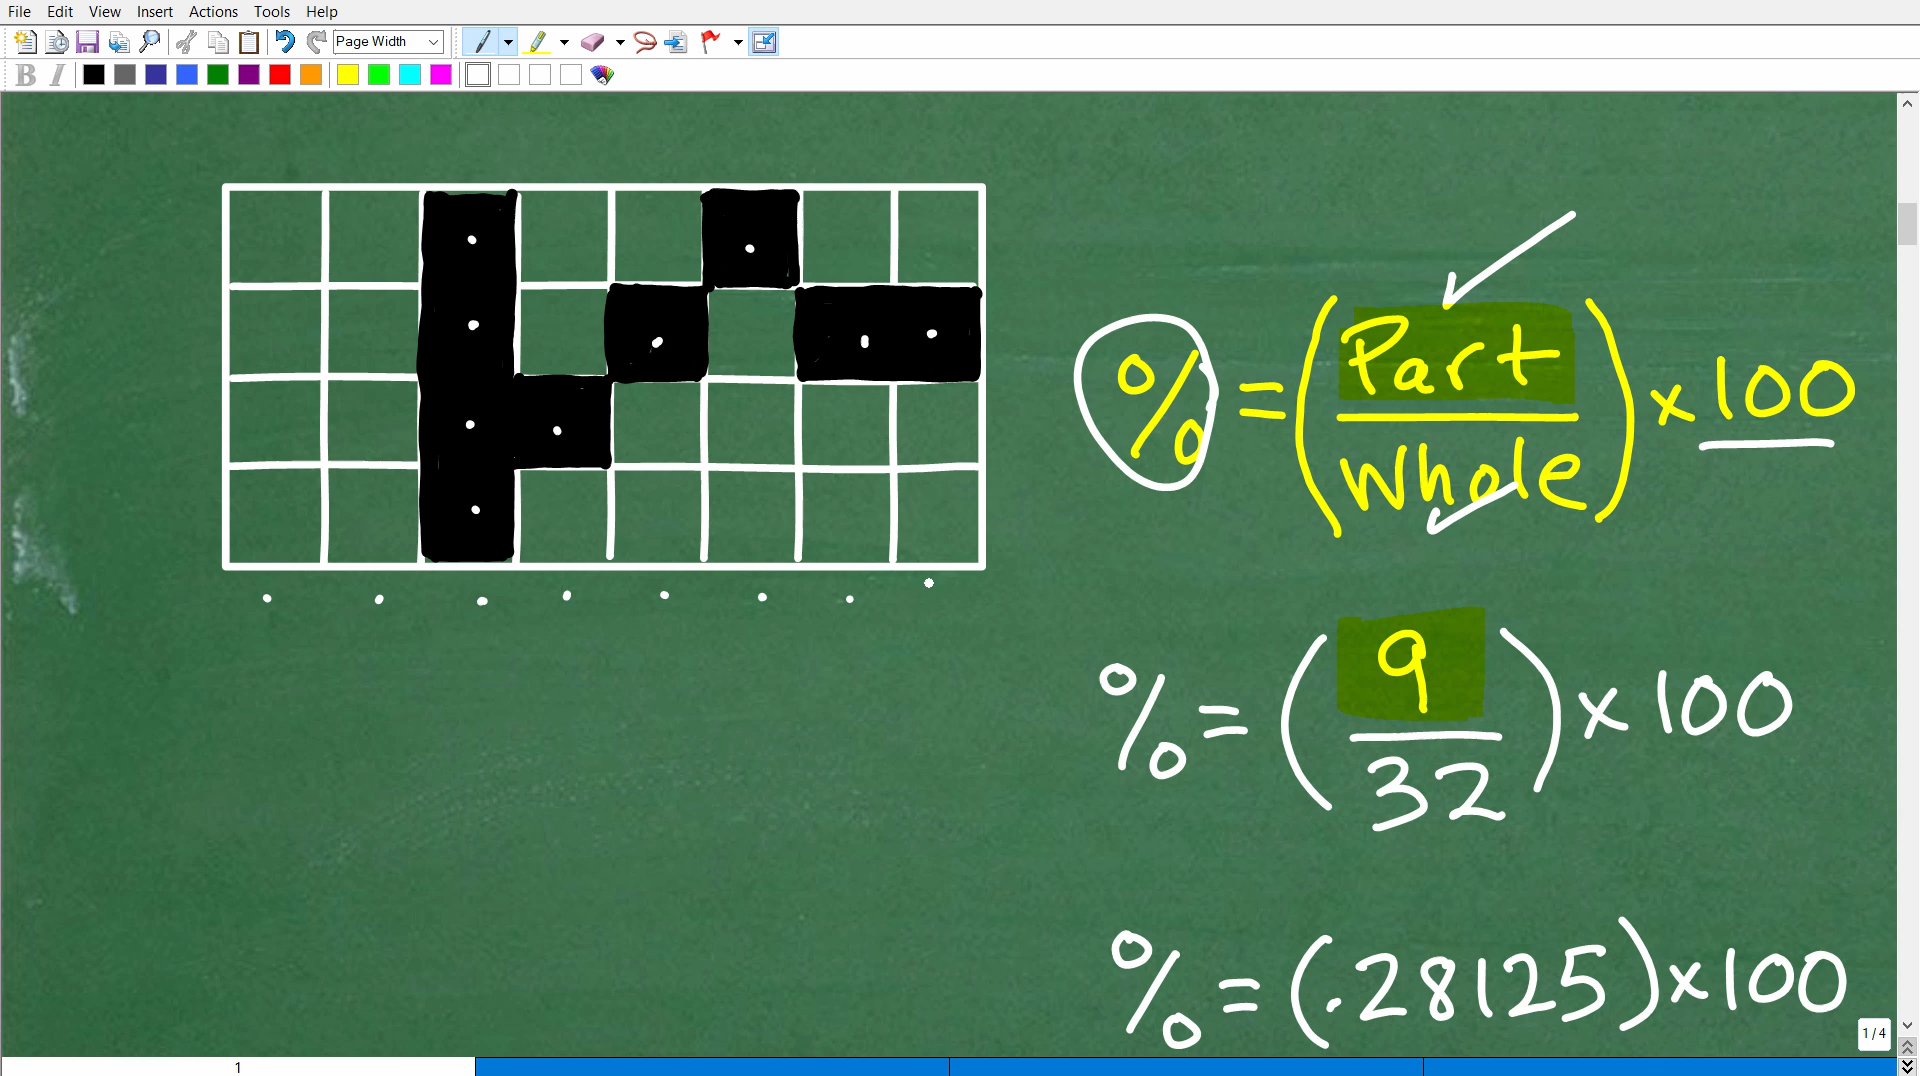 File Edit View Insert Actions Tools Help
Page Width
B I
% = (Part / Whole) × 100
% = (9 / 32) × 100
% = (.28125) × 100
1 / 4
1